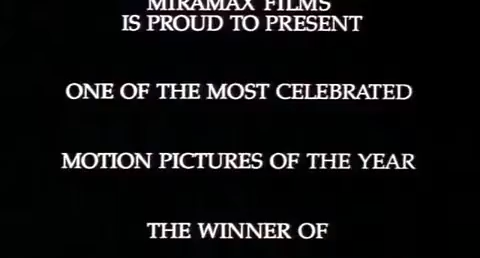 MIRAMAX FILMS
IS PROUD TO PRESENT
ONE OF THE MOST CELEBRATED
MOTION PICTURES OF THE YEAR
THE WINNER OF